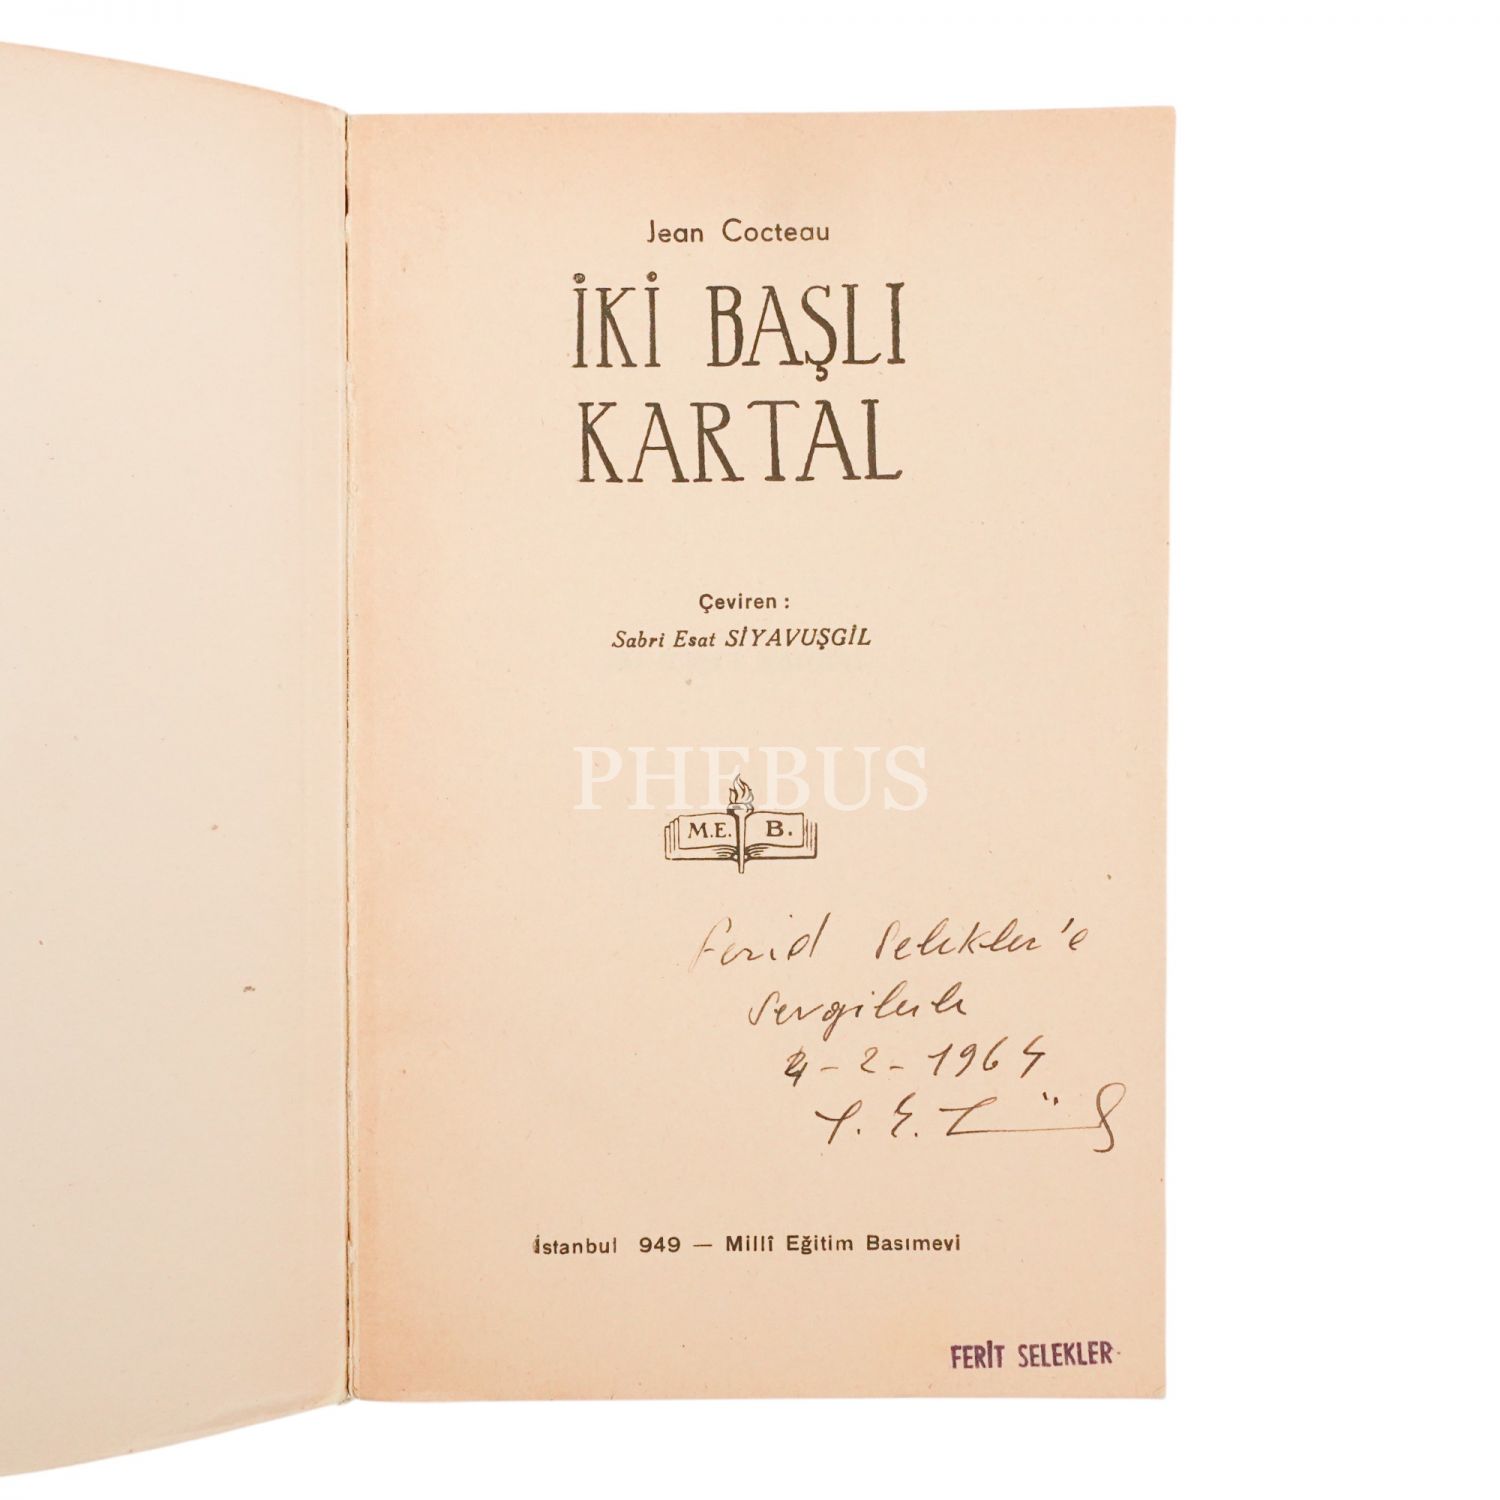 Jean Cocteau
İKİ BAŞLI
KARTAL
Çeviren :
Sabri Esat SİYAVUŞGİL
PHEBUS
M.E. B.
Ferid Selekler'e
Sevgilerle
4-2-1964
İstanbul 949 — Millî Eğitim Basımevi
FERİT SELEKLER